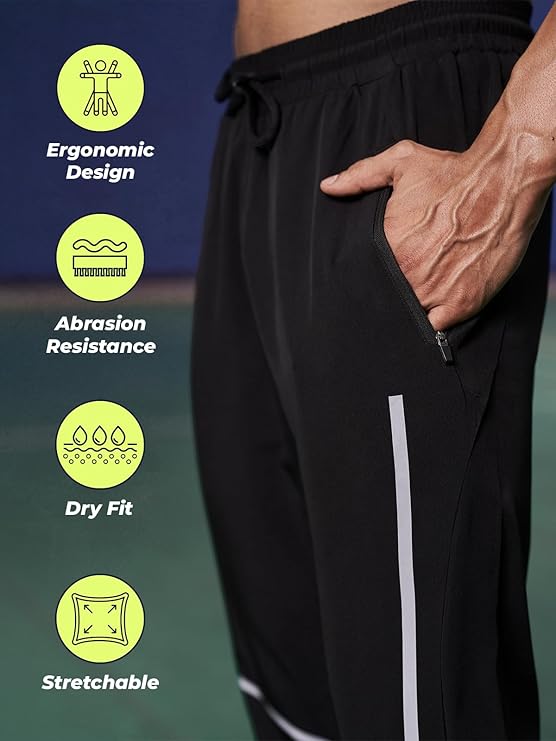 Ergonomic
Design
Abrasion
Resistance
Dry Fit
Stretchable